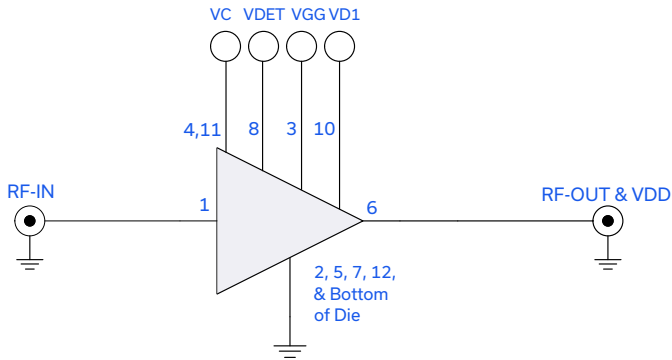 VC VDET VGG VD1
4,11 8 3 10
RF-IN
1
6
RF-OUT & VDD
2, 5, 7, 12,
& Bottom
of Die